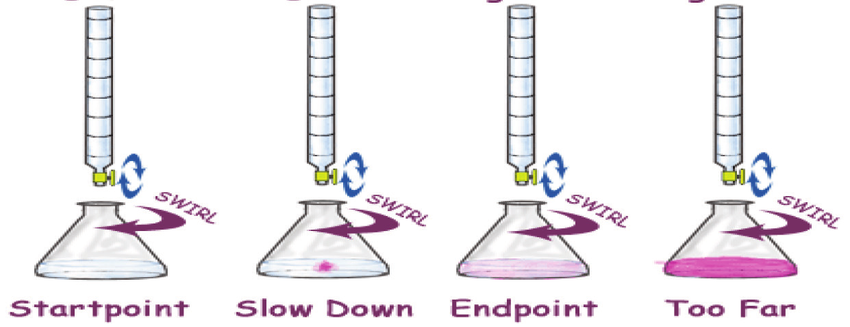 SWIRL
SWIRL
SWIRL
SWIRL
Startpoint
Slow Down
Endpoint
Too Far